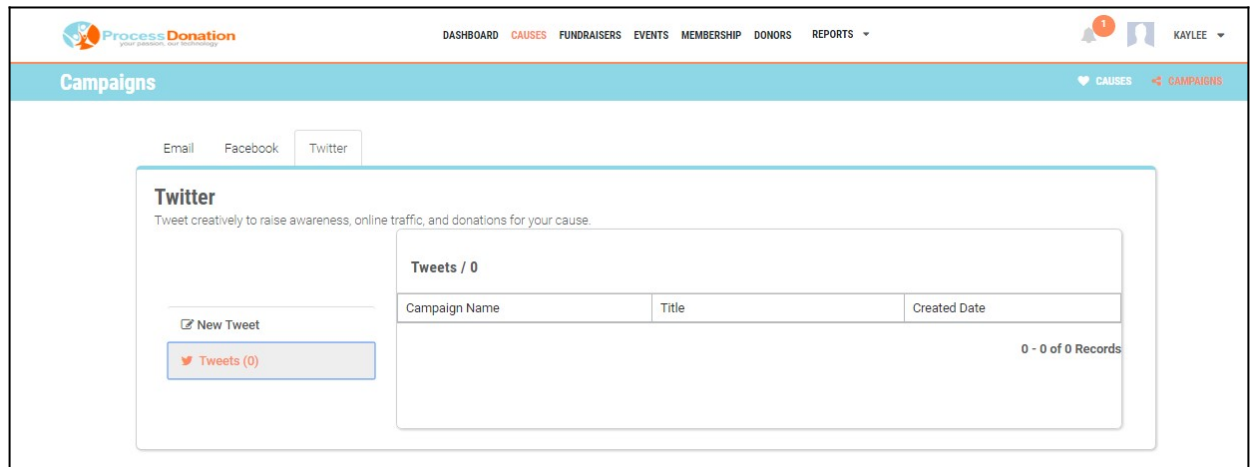 ProcessDonation
your passion, our technology
DASHBOARD CAUSES FUNDRAISERS EVENTS MEMBERSHIP DONORS REPORTS
1
KAYLEE
Campaigns
CAUSES CAMPAIGNS
Email Facebook Twitter
Twitter
Tweet creatively to raise awareness, online traffic, and donations for your cause.
Tweets / 0
Campaign Name Title Created Date
New Tweet
Tweets (0)
0 - 0 of 0 Records